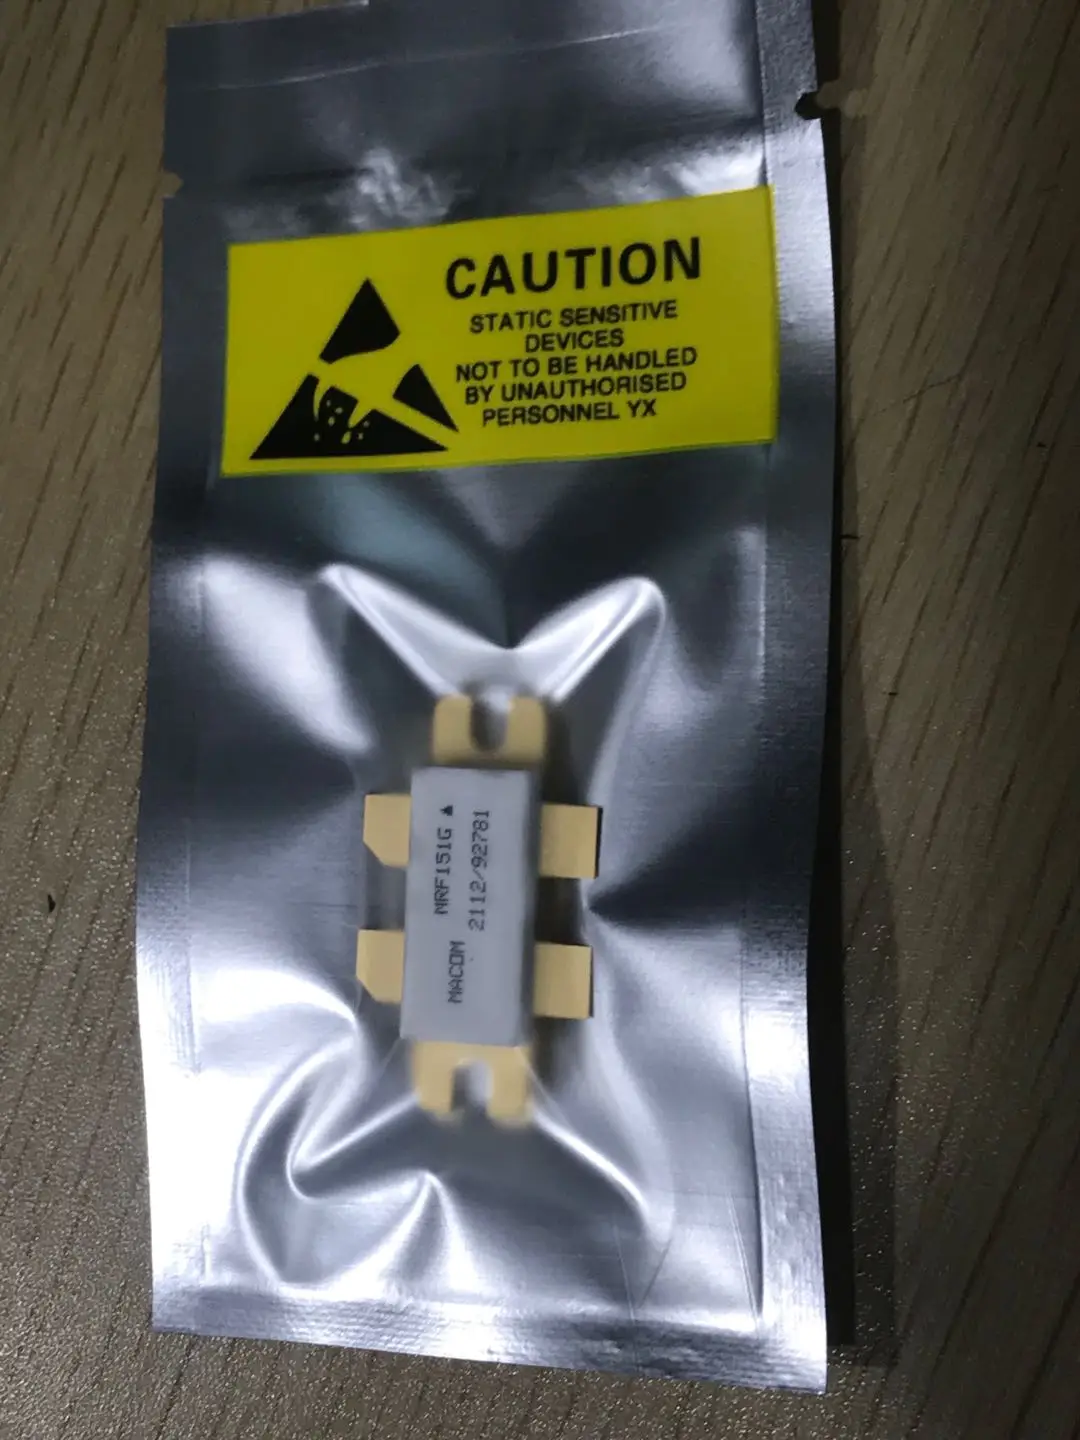 CAUTION
STATIC SENSITIVE
DEVICES
NOT TO BE HANDLED
BY UNAUTHORISED
PERSONNEL YX
MACOM MRF151G ▲
2112/92781